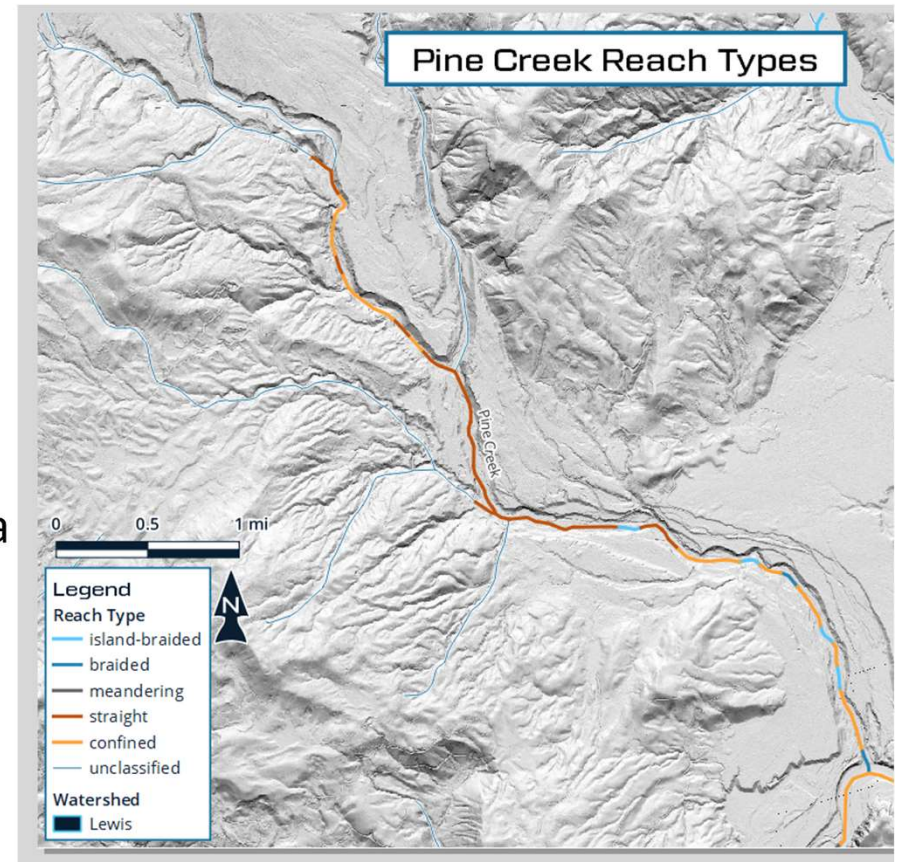 Pine Creek Reach Types
Pine Creek
a
0 0.5 1 mi
N
Legend
Reach Type
island-braided
braided
meandering
straight
confined
unclassified
Watershed
Lewis